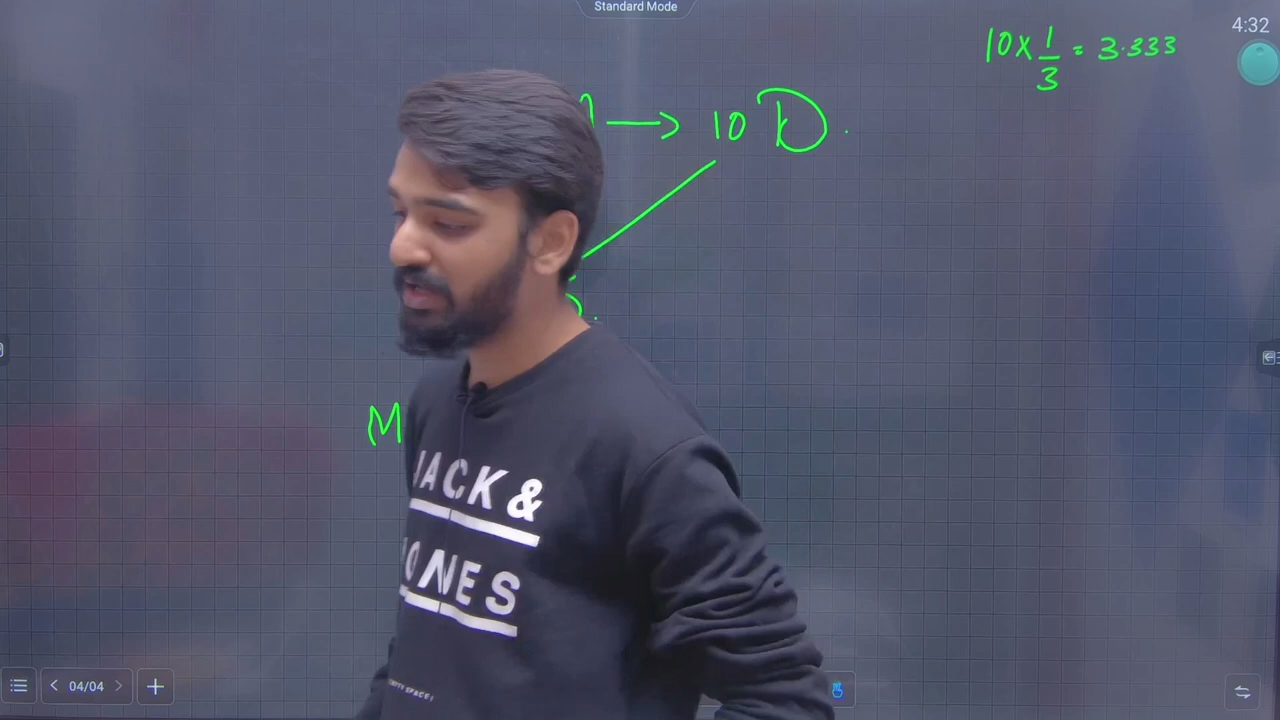 Standard Mode
4:32
10 × 1/3 = 3.333
→ 10 D.
M
JACK &
JONES
04/04